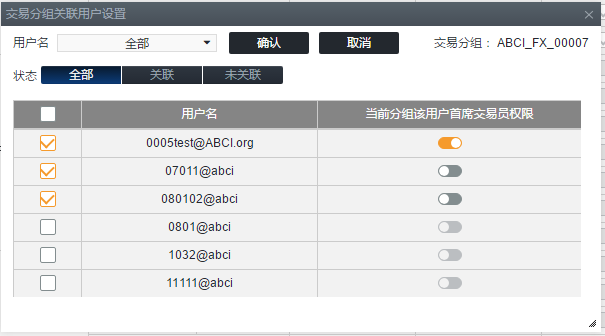 交易分组关联用户设置
用户名 全部 确认 取消 交易分组： ABCI_FX_00007
状态 全部 关联 未关联
用户名 当前分组该用户首席交易员权限
0005test@ABCI.org
07011@abci
080102@abci
0801@abci
1032@abci
11111@abci